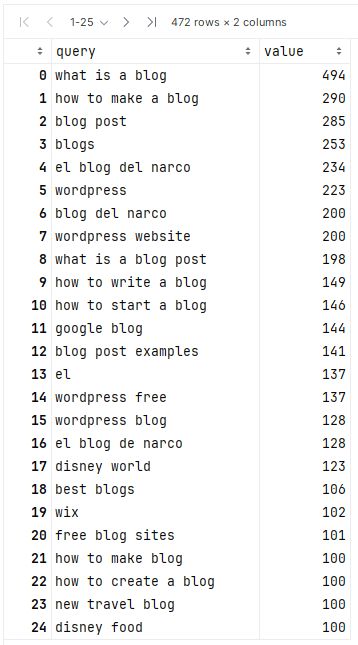 1-25 472 rows × 2 columns
query value
0 what is a blog 494
1 how to make a blog 290
2 blog post 285
3 blogs 253
4 el blog del narco 234
5 wordpress 223
6 blog del narco 200
7 wordpress website 200
8 what is a blog post 198
9 how to write a blog 149
10 how to start a blog 146
11 google blog 144
12 blog post examples 141
13 el 137
14 wordpress free 137
15 wordpress blog 128
16 el blog de narco 128
17 disney world 123
18 best blogs 106
19 wix 102
20 free blog sites 101
21 how to make blog 100
22 how to create a blog 100
23 new travel blog 100
24 disney food 100